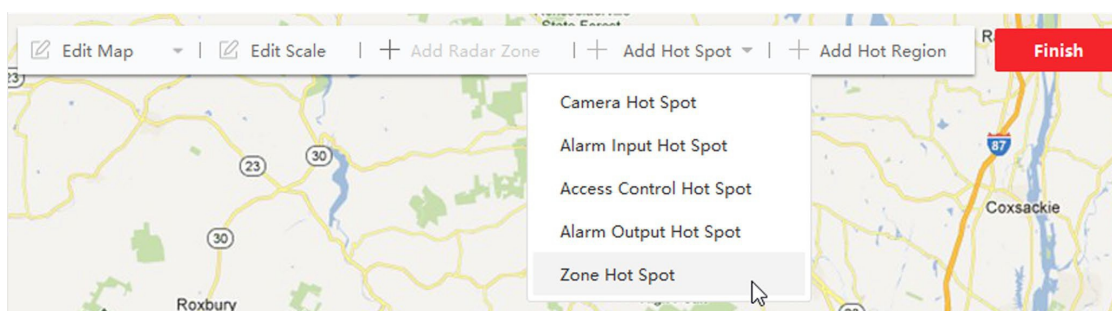 State Forest
Edit Map
Edit Scale
Add Radar Zone
Add Hot Spot
Add Hot Region
Finish
23
Camera Hot Spot
Alarm Input Hot Spot
Access Control Hot Spot
Alarm Output Hot Spot
Zone Hot Spot
23
30
87
Coxsackie
30
Roxbury